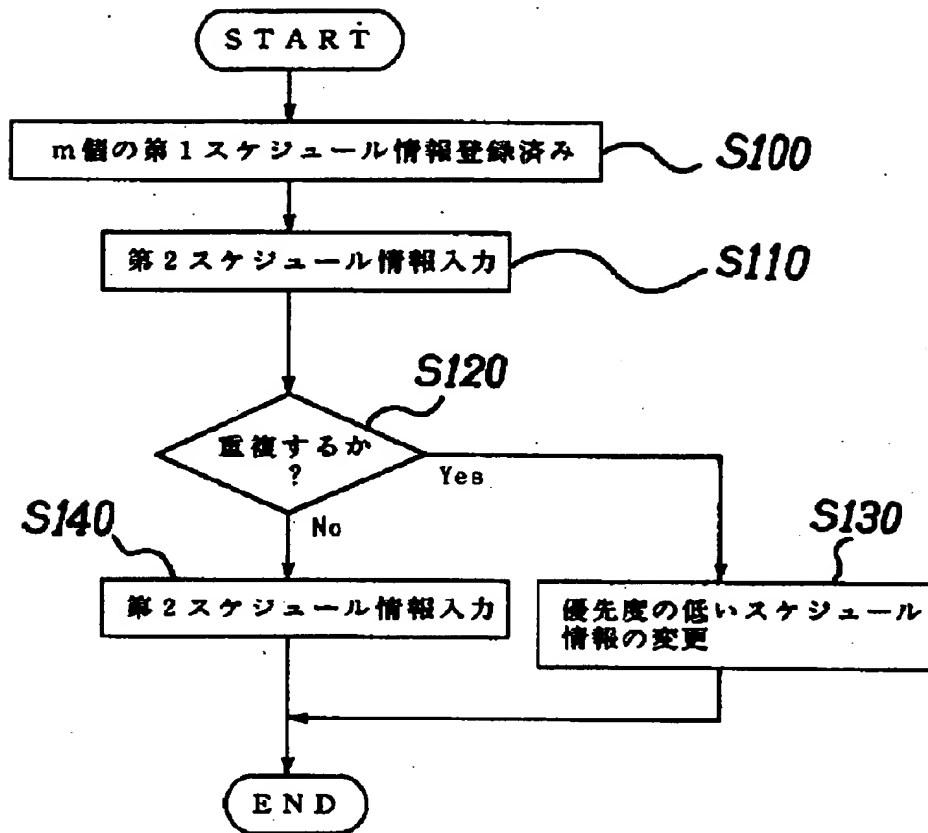 START
m個の第1スケジュール情報登録済み
S100
第2スケジュール情報入力
S110
S120
重複するか
?
Yes
No
S140
第2スケジュール情報入力
S130
優先度の低いスケジュール
情報の変更
END